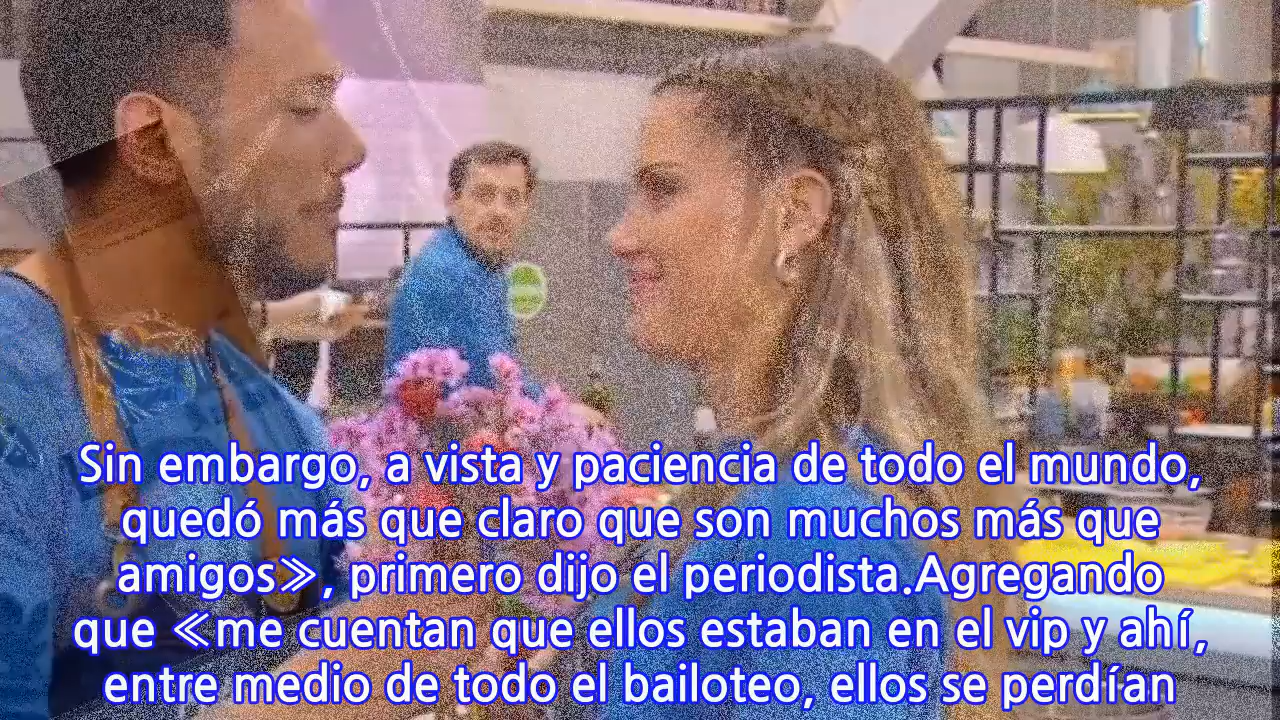 Sin embargo, a vista y paciencia de todo el mundo,
quedó más que claro que son muchos más que
amigos≫, primero dijo el periodista.Agregando
que ≪me cuentan que ellos estaban en el vip y ahí,
entre medio de todo el bailoteo, ellos se perdían